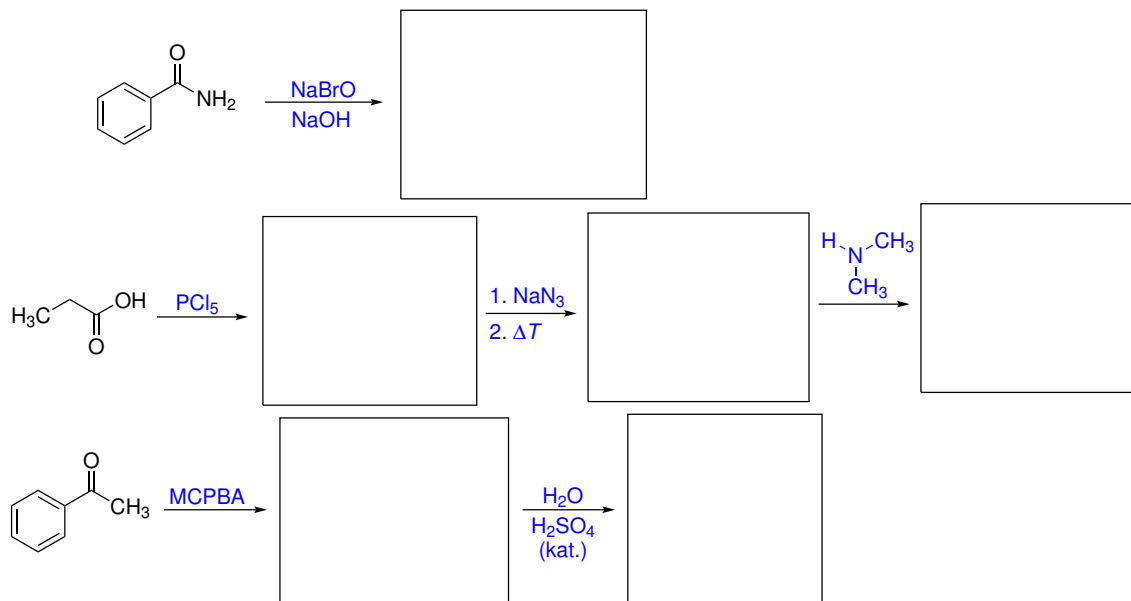 O
NH₂
NaBrO
NaOH
H₃C
OH
O
PCl₅
1. NaN₃
2. ΔT
H
N
CH₃
CH₃
O
CH₃
MCPBA
H₂O
H₂SO₄
(kat.)